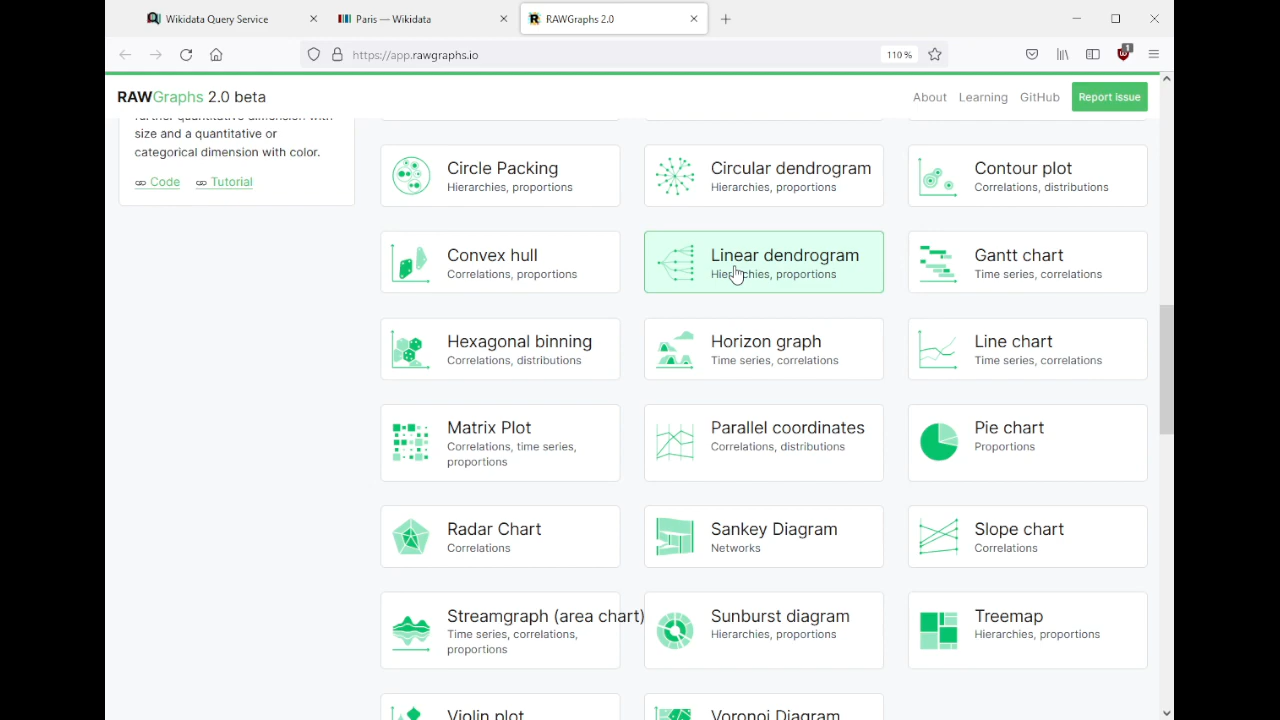 Wikidata Query Service
Paris — Wikidata
RAWGraphs 2.0
https://app.rawgraphs.io
110 %
1
RAWGraphs 2.0 beta
About
Learning
GitHub
Report issue
further quantitative dimension with
size and a quantitative or
categorical dimension with color.
Code
Tutorial
Circle Packing
Hierarchies, proportions
Circular dendrogram
Hierarchies, proportions
Contour plot
Correlations, distributions
Convex hull
Correlations, proportions
Linear dendrogram
Hierarchies, proportions
Gantt chart
Time series, correlations
Hexagonal binning
Correlations, distributions
Horizon graph
Time series, correlations
Line chart
Time series, correlations
Matrix Plot
Correlations, time series,
proportions
Parallel coordinates
Correlations, distributions
Pie chart
Proportions
Radar Chart
Correlations
Sankey Diagram
Networks
Slope chart
Correlations
Streamgraph (area chart)
Time series, correlations,
proportions
Sunburst diagram
Hierarchies, proportions
Treemap
Hierarchies, proportions
Violin plot
Voronoi Diagram